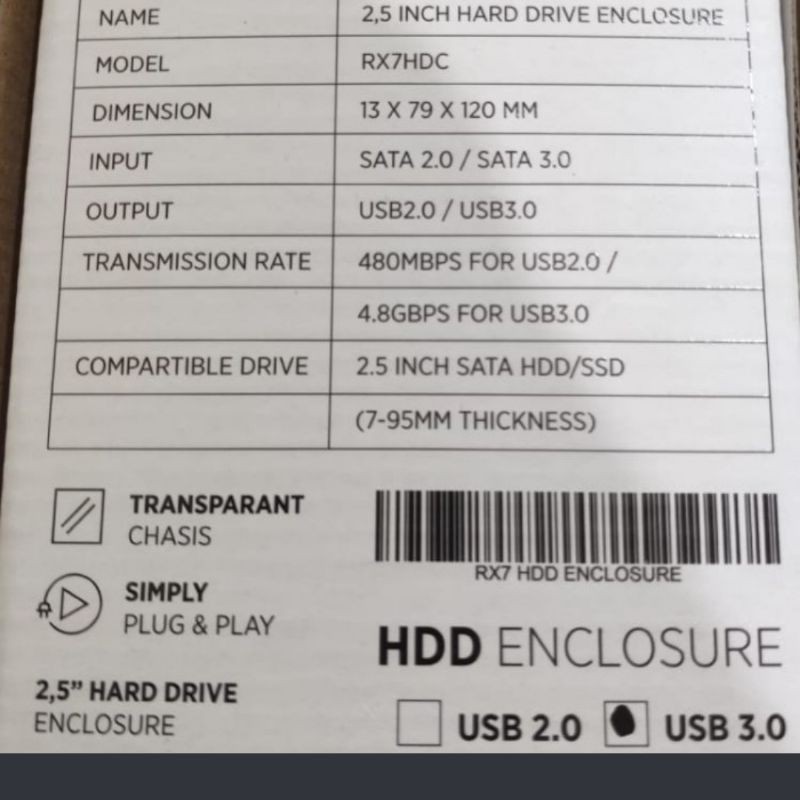 NAME 2,5 INCH HARD DRIVE ENCLOSURE
MODEL RX7HDC
DIMENSION 13 X 79 X 120 MM
INPUT SATA 2.0 / SATA 3.0
OUTPUT USB2.0 / USB3.0
TRANSMISSION RATE 480MBPS FOR USB2.0 /
4.8GBPS FOR USB3.0
COMPARTIBLE DRIVE 2.5 INCH SATA HDD/SSD
(7-95MM THICKNESS)
TRANSPARANT
CHASIS
RX7 HDD ENCLOSURE
SIMPLY
PLUG & PLAY
HDD ENCLOSURE
2,5” HARD DRIVE
ENCLOSURE
USB 2.0 USB 3.0